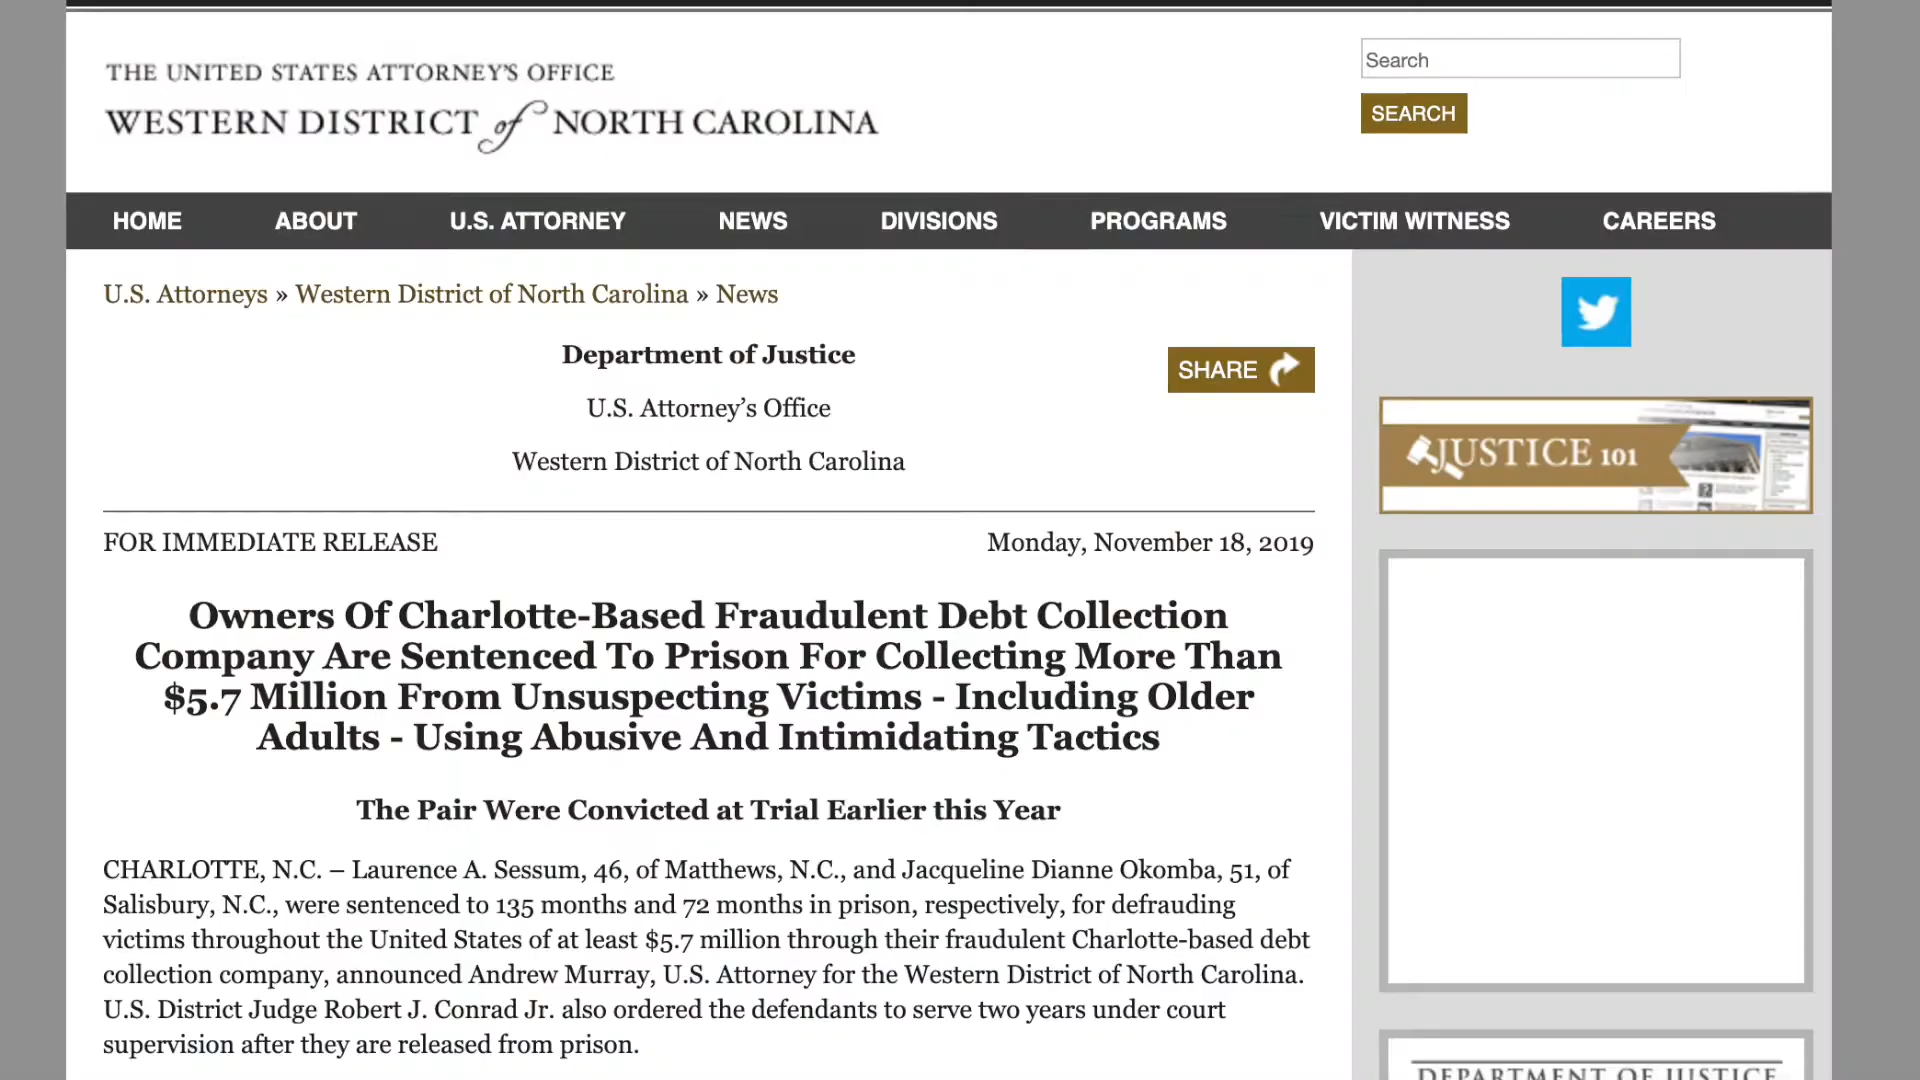 THE UNITED STATES ATTORNEY'S OFFICE
WESTERN DISTRICT of NORTH CAROLINA
Search
SEARCH
HOME ABOUT U.S. ATTORNEY NEWS DIVISIONS PROGRAMS VICTIM WITNESS CAREERS
U.S. Attorneys » Western District of North Carolina » News
Department of Justice
SHARE
U.S. Attorney’s Office
Western District of North Carolina
JUSTICE 101
FOR IMMEDIATE RELEASE Monday, November 18, 2019
Owners Of Charlotte-Based Fraudulent Debt Collection
Company Are Sentenced To Prison For Collecting More Than
$5.7 Million From Unsuspecting Victims - Including Older
Adults - Using Abusive And Intimidating Tactics
The Pair Were Convicted at Trial Earlier this Year
CHARLOTTE, N.C. – Laurence A. Sessum, 46, of Matthews, N.C., and Jacqueline Dianne Okomba, 51, of
Salisbury, N.C., were sentenced to 135 months and 72 months in prison, respectively, for defrauding
victims throughout the United States of at least $5.7 million through their fraudulent Charlotte-based debt
collection company, announced Andrew Murray, U.S. Attorney for the Western District of North Carolina.
U.S. District Judge Robert J. Conrad Jr. also ordered the defendants to serve two years under court
supervision after they are released from prison.
DEPARTMENT OF JUSTICE